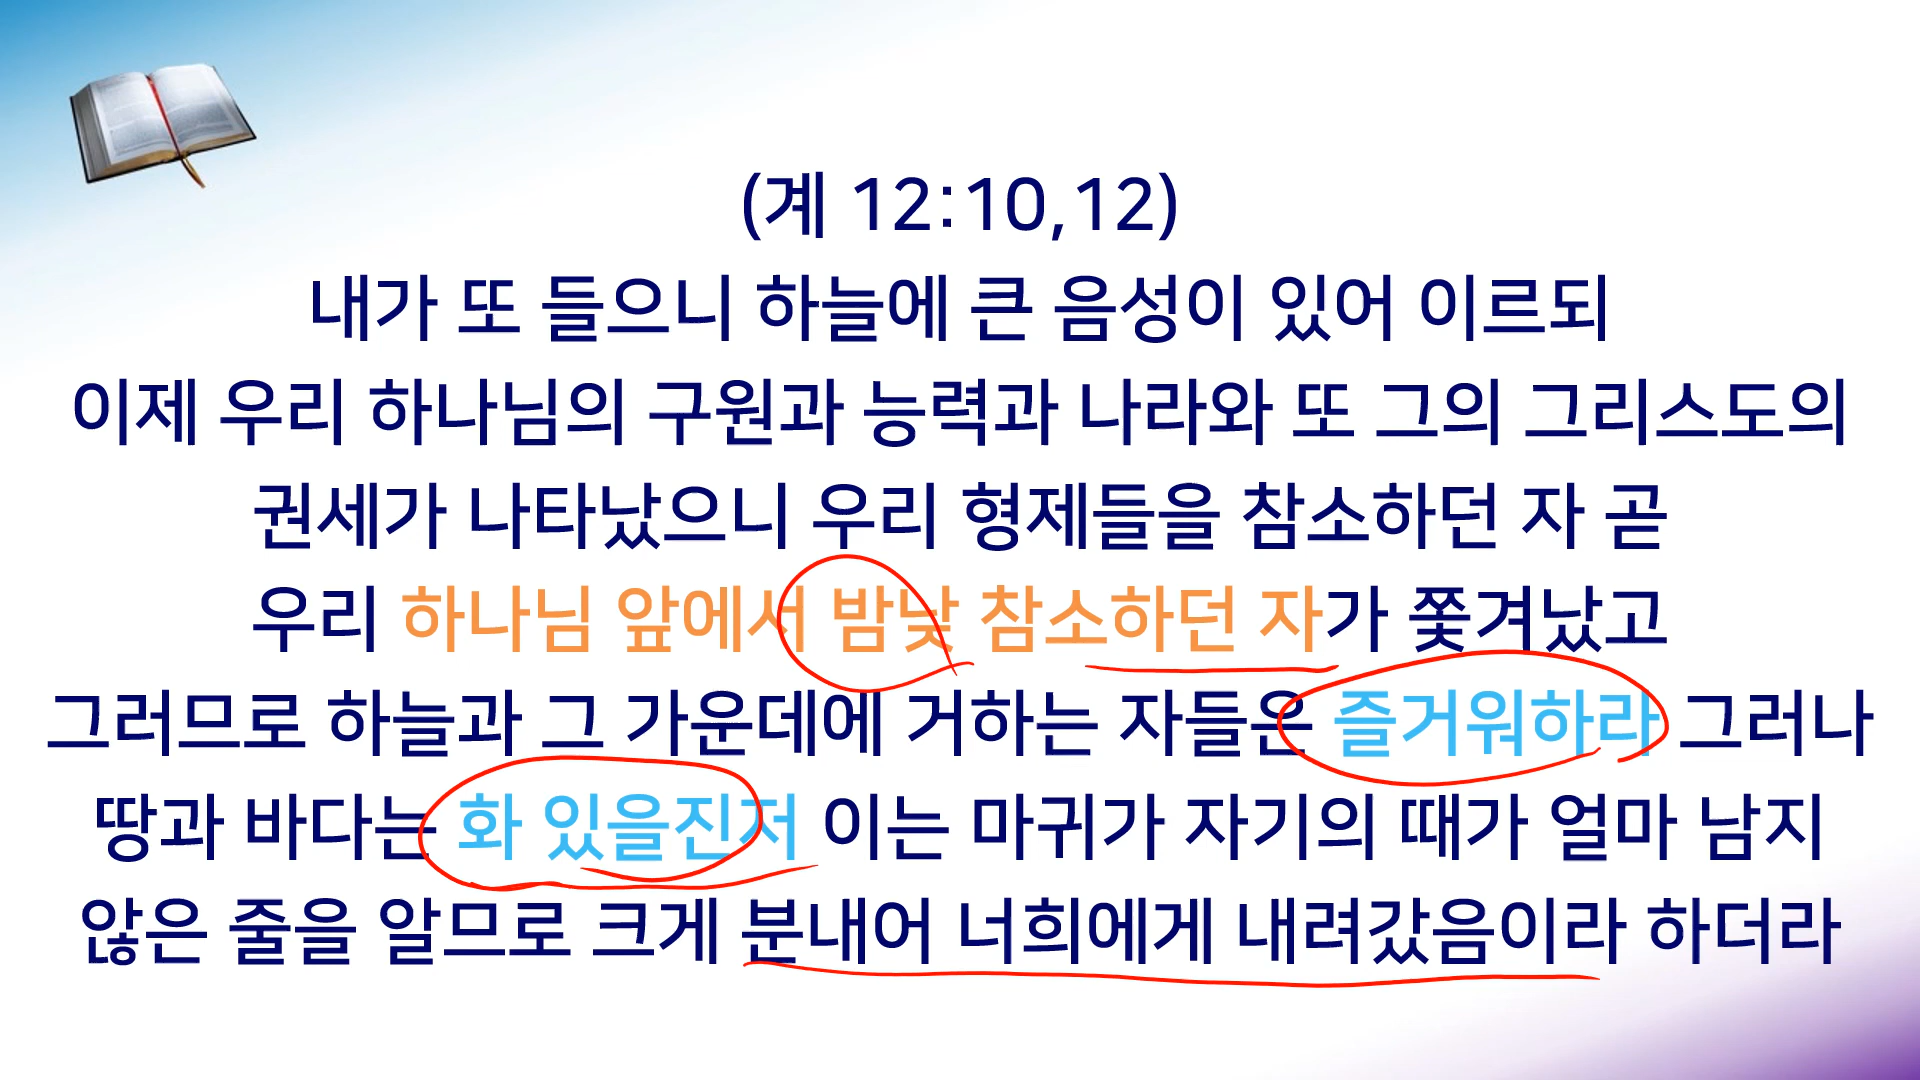 (계 12:10,12)
내가 또 들으니 하늘에 큰 음성이 있어 이르되
이제 우리 하나님의 구원과 능력과 나라와 또 그의 그리스도의
권세가 나타났으니 우리 형제들을 참소하던 자 곧
우리 하나님 앞에서 밤낮 참소하던 자가 쫓겨났고
그러므로 하늘과 그 가운데에 거하는 자들은 즐거워하라 그러나
땅과 바다는 화 있을진저 이는 마귀가 자기의 때가 얼마 남지
않은 줄을 알므로 크게 분내어 너희에게 내려갔음이라 하더라